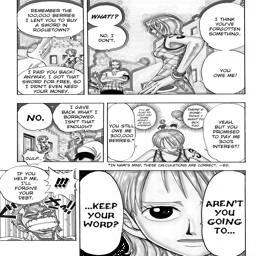 I THINK
YOU'VE
FORGOTTEN
SOMETHING.
YOU
OWE ME!
WHAT!?
NO, I
DON'T.
REMEMBER THE
100,000 BERRIES
I LENT YOU TO BUY
A SWORD IN
ROGUETOWN?
I PAID YOU BACK!
ANYWAY, I GOT THAT
SWORD FOR FREE, SO
I DIDN'T EVEN NEED
YOUR MONEY.
YEAH, BUT
YOU
PROMISED
TO PAY ME
300%
INTEREST!
YOU STILL
OWE ME
300,000
BERRIES.*
I GAVE
BACK WHAT I
BORROWED.
ISN'T THAT
ENOUGH?
NO.
GULP...
*IN NAMI'S MIND, THESE CALCULATIONS ARE CORRECT. —ED.
AREN'T
YOU
GOING
TO...
...KEEP
YOUR
WORD?
IF YOU
HELP ME,
I'LL
FORGIVE
YOUR
DEBT.